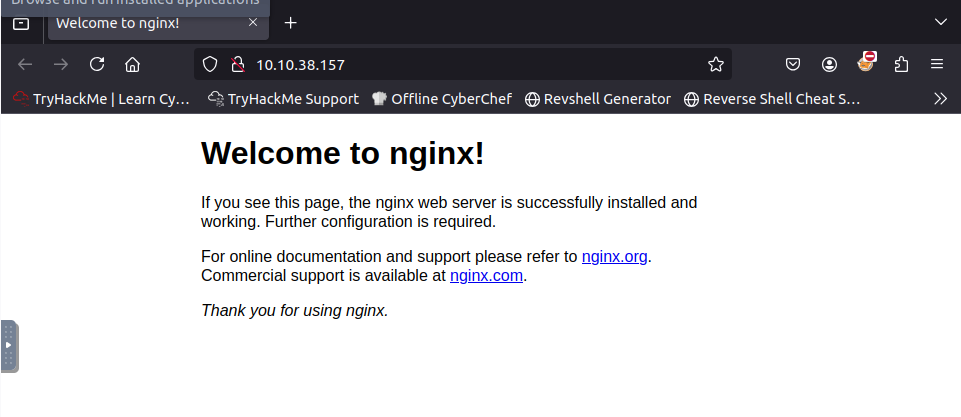 Browse and run installed applications
Welcome to nginx!
10.10.38.157
TryHackMe | Learn Cy…
TryHackMe Support
Offline CyberChef
Revshell Generator
Reverse Shell Cheat S…
Welcome to nginx!
If you see this page, the nginx web server is successfully installed and
working. Further configuration is required.
For online documentation and support please refer to nginx.org.
Commercial support is available at nginx.com.
Thank you for using nginx.